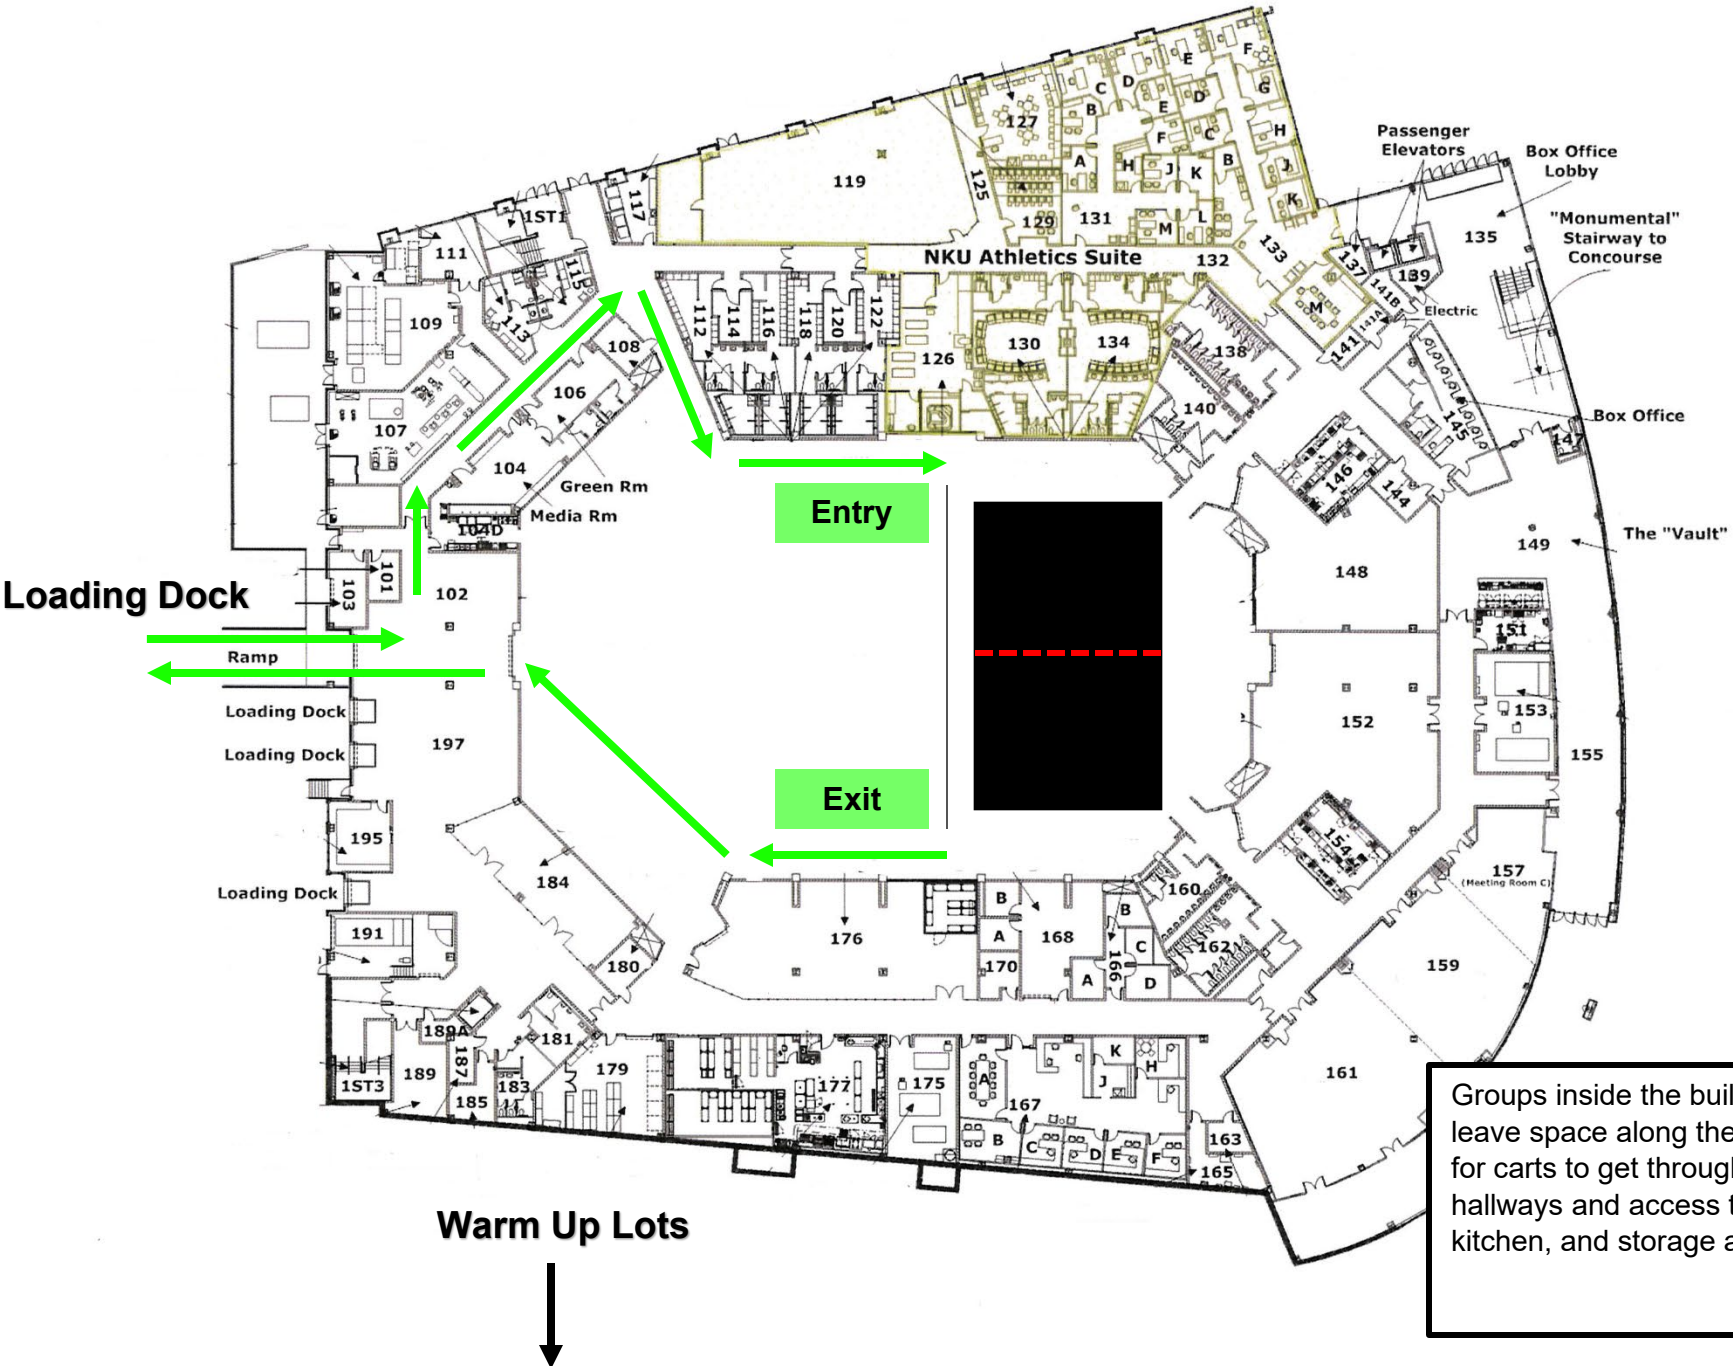 F
E
D
C
G
D
E
B
127
H
F
C
Passenger
Elevators
Box Office
Lobby
A
H
J
K
B
J
119
125
117
1ST1
K
129
131
L
M
"Monumental"
Stairway to
Concourse
135
111
NKU Athletics Suite
132
133
137
139
115
141B
M
Electric
109
113
112
114
116
118
120
122
126
130
134
141A
141
138
108
106
140
Box Office
145
147
107
104
Green Rm
Media Rm
146
144
Entry
104D
149
The "Vault"
101
103
102
148
Loading Dock
151
Ramp
Loading Dock
153
197
152
Loading Dock
155
Exit
195
154
184
157
(Meeting Room C)
Loading Dock
160
B
B
191
176
A
168
C
162
180
170
166
A
D
159
189A
181
K
H
1ST3
189
187
183
179
177
175
A
J
161
185
167
B
C
D
E
F
163
165
Groups inside the buil
leave space along the
for carts to get through
hallways and access t
kitchen, and storage a
Warm Up Lots